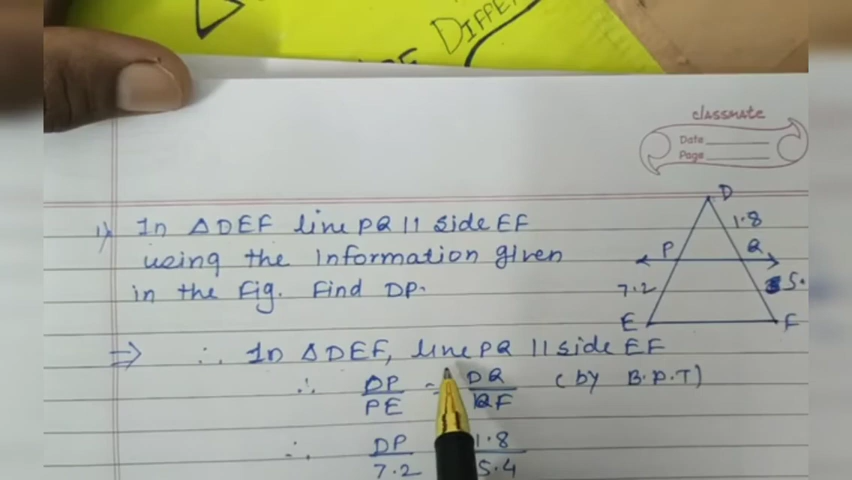 DIFFE
classmate
Date
Page
1) In △DEF line PQ || side EF
using the information given
in the fig. Find DP.
D
1.8
P
Q
7.2
5.
E
F
⇒ ∴ In △DEF, line PQ || side EF
∴ DP/PE = DQ/QF (by B.P.T)
∴ DP/7.2 1.8/5.4